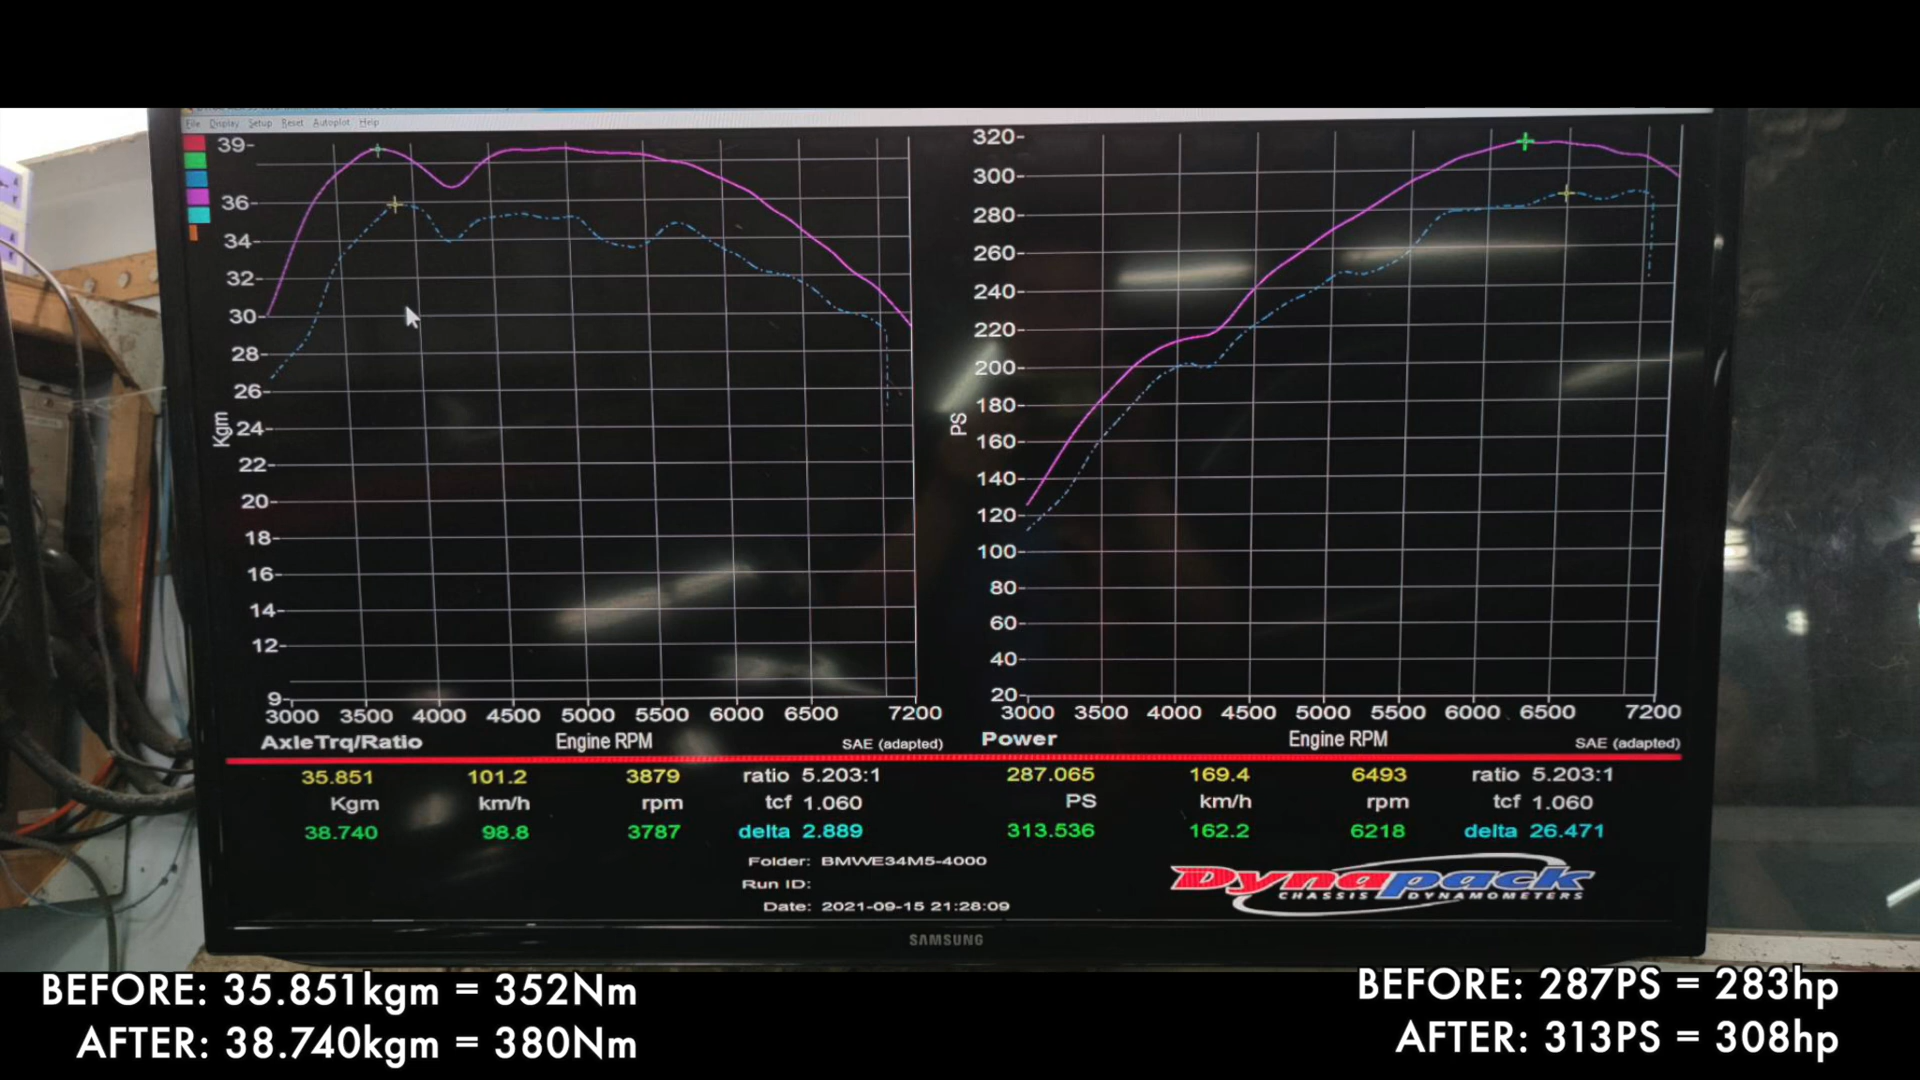 File Display Setup Reset Autoplot Help
39
36
34
32
30
28
26
24
22
20
18
16
14
12
9
Kgm
3000 3500 4000 4500 5000 5500 6000 6500 7200
AxleTrq/Ratio Engine RPM SAE (adapted)
320
300
280
260
240
220
200
180
160
140
120
100
80
60
40
20
PS
3000 3500 4000 4500 5000 5500 6000 6500 7200
Power Engine RPM SAE (adapted)
35.851 101.2 3879 ratio 5.203:1
Kgm km/h rpm tcf 1.060
38.740 98.8 3787 delta 2.889
287.065 169.4 6493 ratio 5.203:1
PS km/h rpm tcf 1.060
313.536 162.2 6218 delta 26.471
Folder: BMWE34M5-4000
Run ID:
Date: 2021-09-15 21:28:09
Dynapack
CHASSIS DYNAMOMETERS
SAMSUNG
BEFORE: 35.851kgm = 352Nm
AFTER: 38.740kgm = 380Nm
BEFORE: 287PS = 283hp
AFTER: 313PS = 308hp